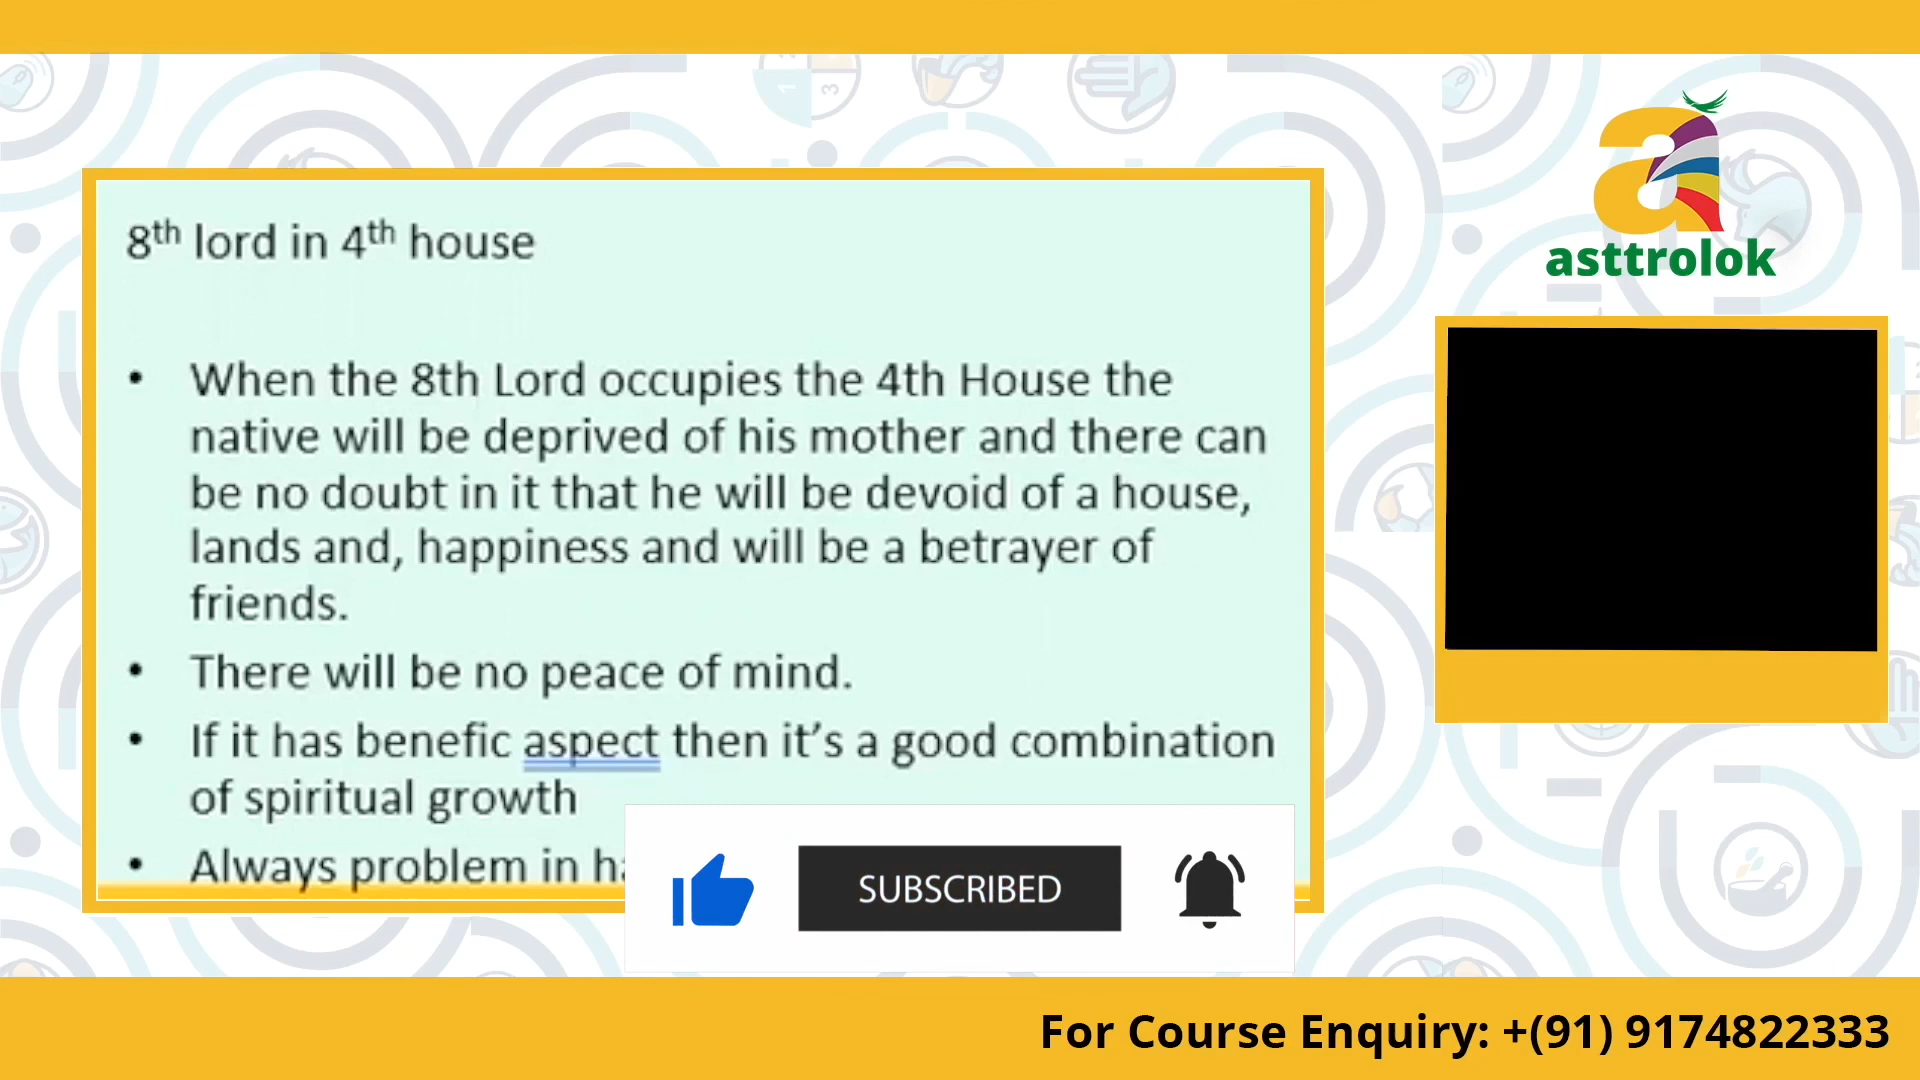 8th lord in 4th house
• When the 8th Lord occupies the 4th House the
native will be deprived of his mother and there can
be no doubt in it that he will be devoid of a house,
lands and, happiness and will be a betrayer of
friends.
• There will be no peace of mind.
• If it has benefic aspect then it's a good combination
of spiritual growth
• Always problem in
SUBSCRIBED
asttrolok
For Course Enquiry: +(91) 9174822333